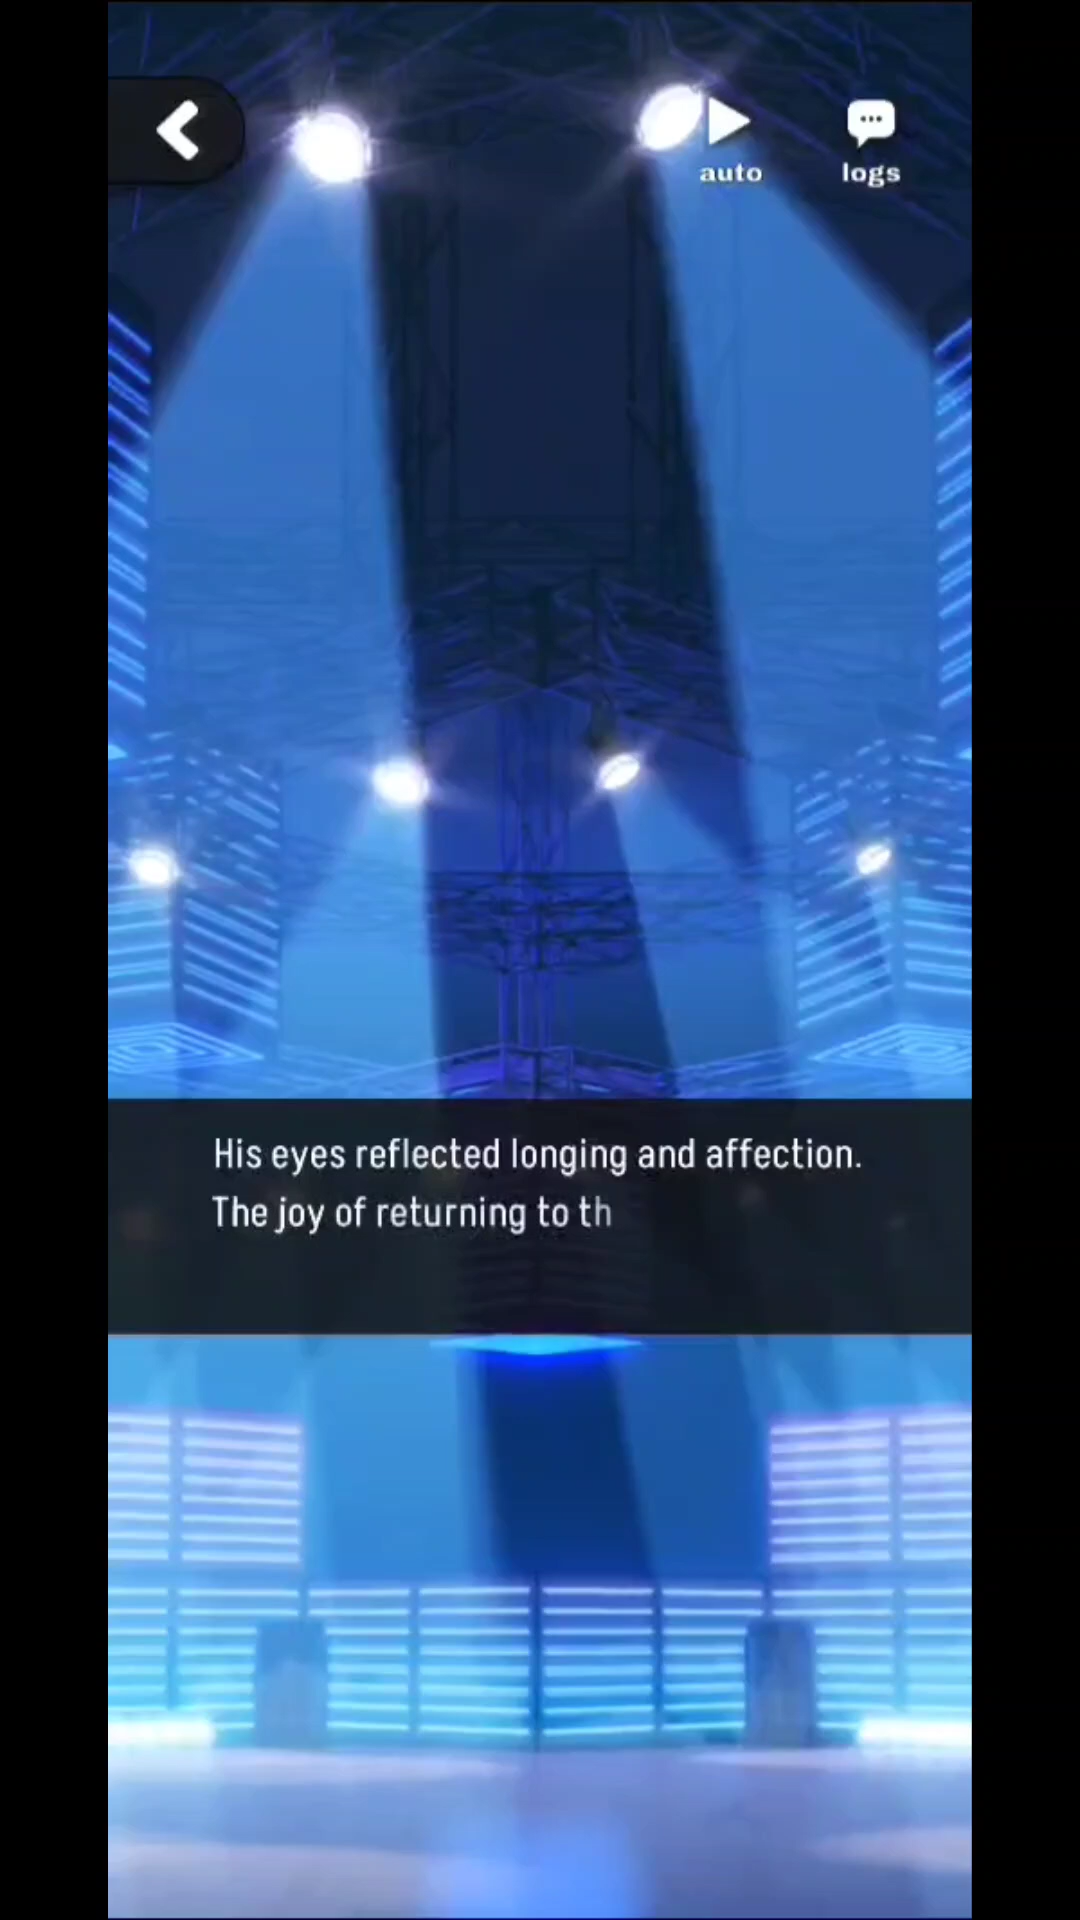 auto
logs
His eyes reflected longing and affection.
The joy of returning to th